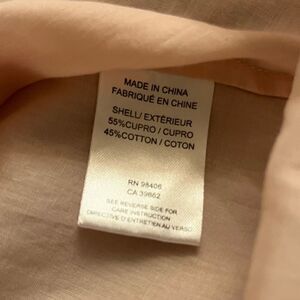 MADE IN CHINA
FABRIQUÉ EN CHINE
SHELL/ EXTÉRIEUR
55%CUPRO / CUPRO
45%COTTON / COTON
RN 98406
CA 39662
SEE REVERSE SIDE FOR
CARE INSTRUCTION
DIRECTIVE D'ENTRETIEN AU VERSO